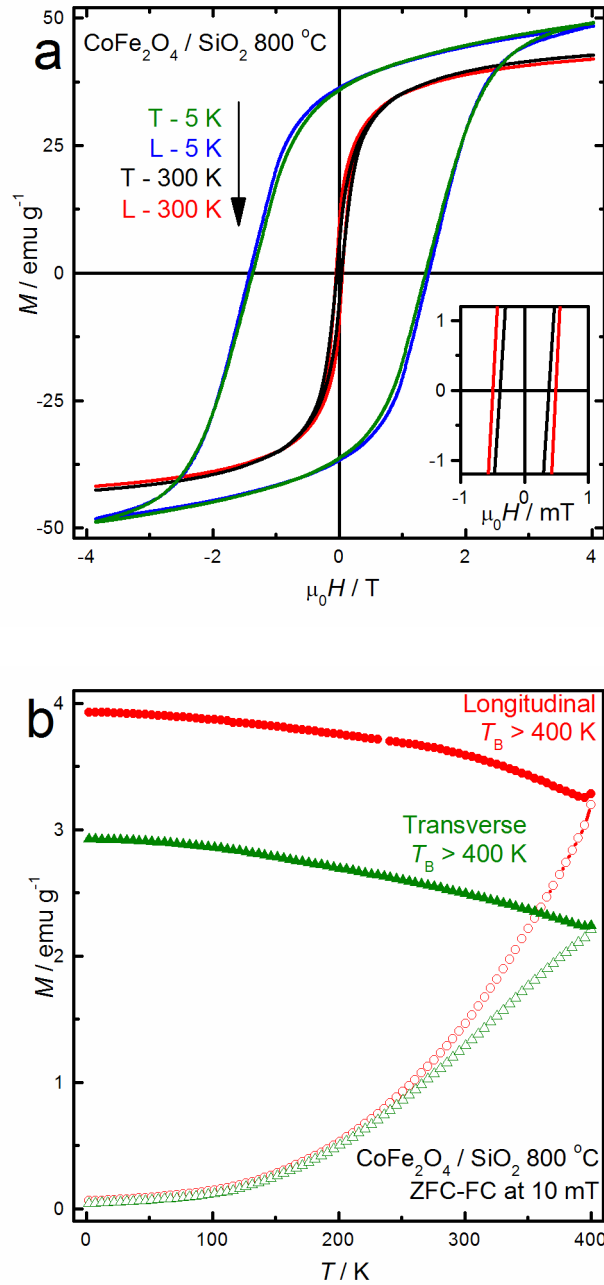 a
CoFe₂O₄ / SiO₂ 800 °C
T - 5 K
L - 5 K
T - 300 K
L - 300 K
50
25
0
-25
-50
M / emu g⁻¹
-4
-2
0
2
4
μ₀H / T
1
0
-1
-1
0
1
μ₀H / mT
b
Longitudinal
T_B > 400 K
Transverse
T_B > 400 K
4
3
2
1
0
M / emu g⁻¹
CoFe₂O₄ / SiO₂ 800 °C
ZFC-FC at 10 mT
0
100
200
300
400
T / K